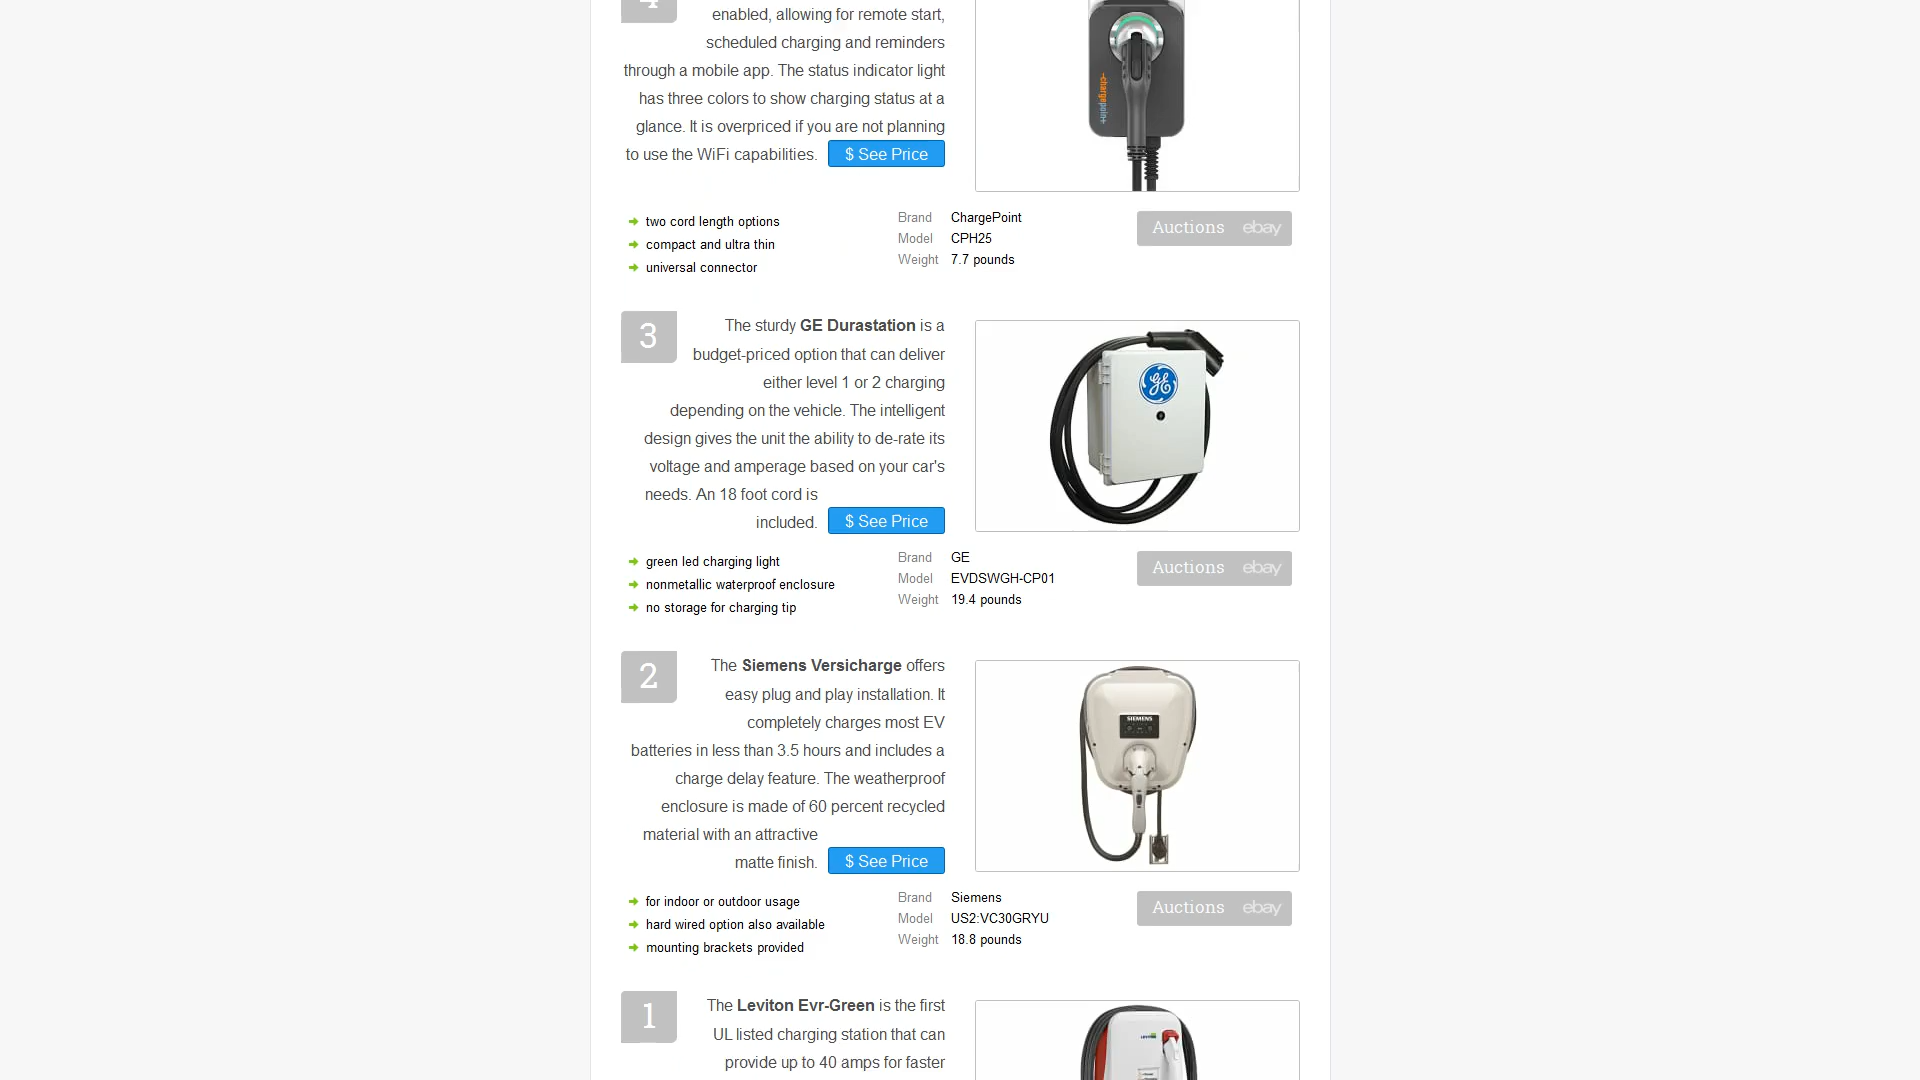 enabled, allowing for remote start,
scheduled charging and reminders
through a mobile app. The status indicator light
has three colors to show charging status at a
glance. It is overpriced if you are not planning
to use the WiFi capabilities.
$ See Price
-chargepoin+
two cord length options
compact and ultra thin
universal connector
Brand ChargePoint
Model CPH25
Weight 7.7 pounds
Auctions ebay
3
The sturdy GE Durastation is a
budget-priced option that can deliver
either level 1 or 2 charging
depending on the vehicle. The intelligent
design gives the unit the ability to de-rate its
voltage and amperage based on your car's
needs. An 18 foot cord is
included.
$ See Price
GE
green led charging light
nonmetallic waterproof enclosure
no storage for charging tip
Brand GE
Model EVDSWGH-CP01
Weight 19.4 pounds
Auctions ebay
2
The Siemens Versicharge offers
easy plug and play installation. It
completely charges most EV
batteries in less than 3.5 hours and includes a
charge delay feature. The weatherproof
enclosure is made of 60 percent recycled
material with an attractive
matte finish.
$ See Price
SIEMENS
for indoor or outdoor usage
hard wired option also available
mounting brackets provided
Brand Siemens
Model US2:VC30GRYU
Weight 18.8 pounds
Auctions ebay
1
The Leviton Evr-Green is the first
UL listed charging station that can
provide up to 40 amps for faster